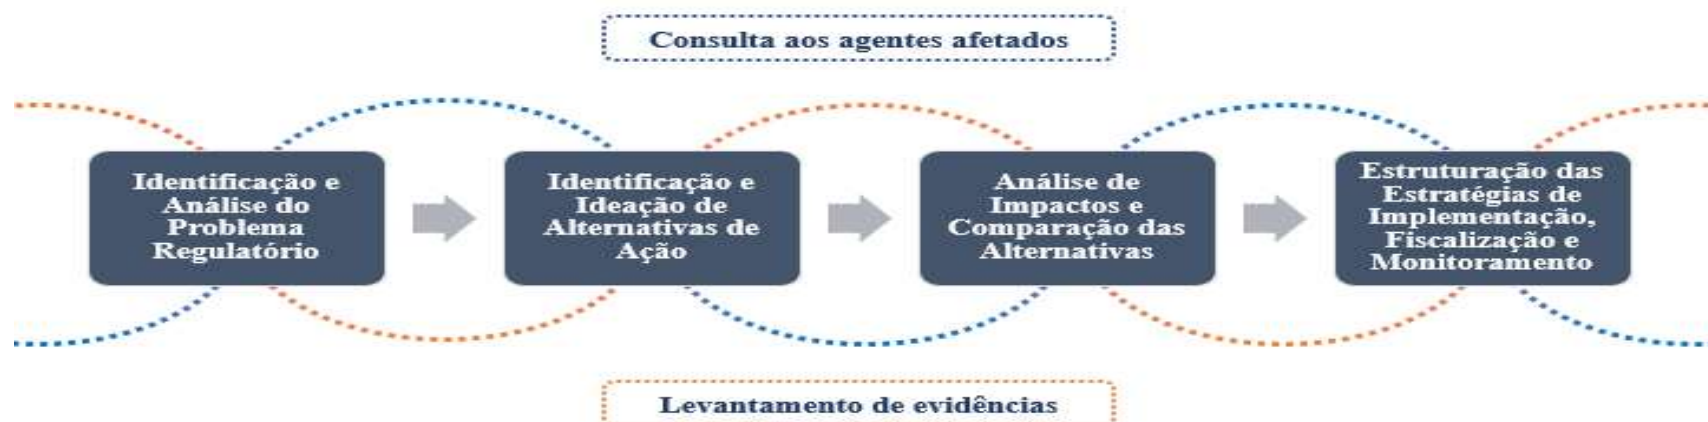 Consulta aos agentes afetados
Identificação e
Análise do
Problema
Regulatório
Identificação e
Ideação de
Alternativas de
Ação
Análise de
Impactos e
Comparação das
Alternativas
Estruturação das
Estratégias de
Implementação,
Fiscalização e
Monitoramento
Levantamento de evidências